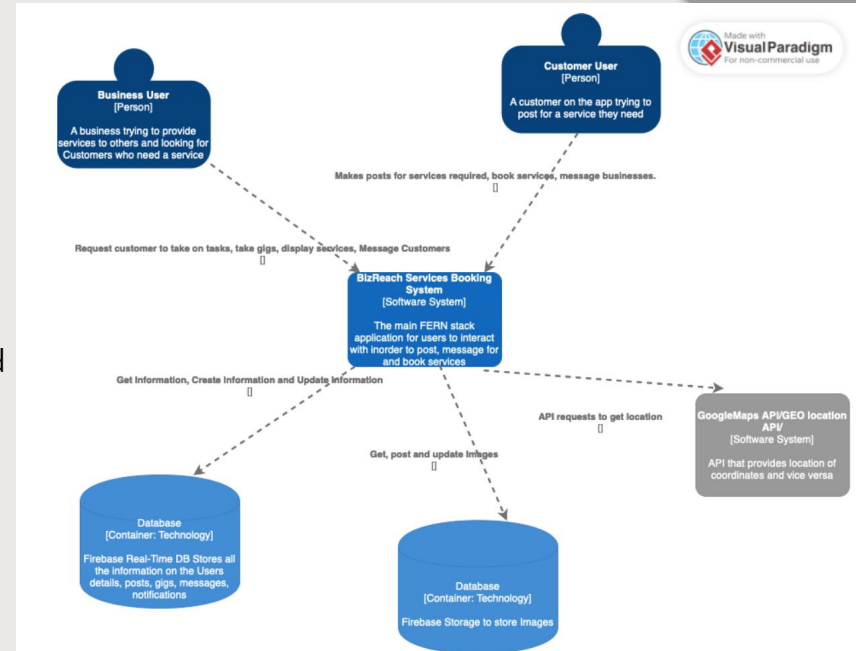 Made with
Visual Paradigm
For non-commercial use
Business User
[Person]
A business trying to provide
services to others and looking for
Customers who need a service
Customer User
[Person]
A customer on the app trying to
post for a service they need
Makes posts for services required, book services, message businesses.
[]
Request customer to take on tasks, take gigs, display services, Message Customers
[]
BizReach Services Booking
System
[Software System]
The main FERN stack
application for users to interact
with inorder to post, message for
and book services
Get Information, Create Information and Update Information
[]
Get, post and update Images
[]
API requests to get location
[]
GoogleMaps API/GEO location
API/
[Software System]
API that provides location of
coordinates and vice versa
Database
[Container: Technology]
Firebase Real-Time DB Stores all
the information on the Users
details, posts, gigs, messages,
notifications
Database
[Container: Technology]
Firebase Storage to store Images